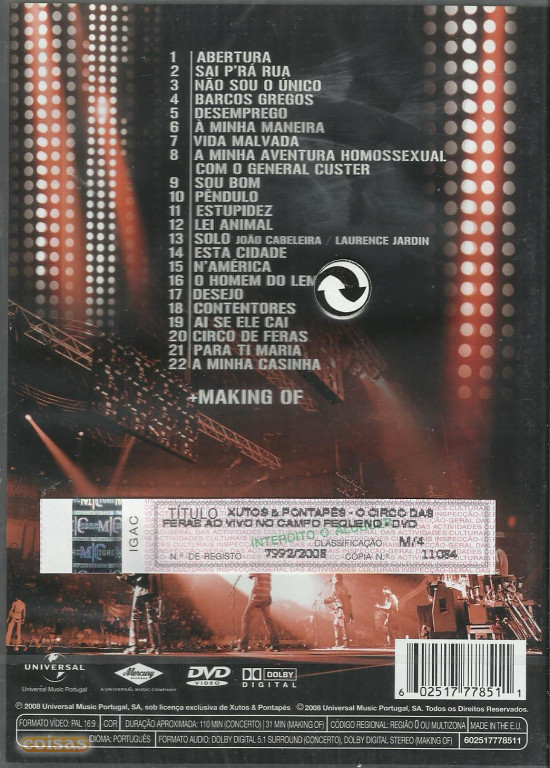 1 ABERTURA
2 SAI P'RÁ RUA
3 NÃO SOU O ÚNICO
4 BARCOS GREGOS
5 DESEMPREGO
6 À MINHA MANEIRA
7 VIDA MALVADA
8 A MINHA AVENTURA HOMOSSEXUAL
COM O GENERAL CUSTER
9 SOU BOM
10 PÊNDULO
11 ESTUPIDEZ
12 LEI ANIMAL
13 SOLO JOÃO CABELEIRA / LAURENCE JARDIN
14 ESTA CIDADE
15 N'AMÉRICA
16 O HOMEM DO LEM
17 DESEJO
18 CONTENTORES
19 AI SE ELE CAI
20 CIRCO DE FERAS
21 PARA TI MARIA
22 A MINHA CASINHA
+MAKING OF
IGAC
TÍTULO XUTOS & PONTAPÉS - O CIRCO DAS
FERAS AO VIVO NO CAMPO PEQUENO - DVD
INTERDITO O ALUGUER
CLASSIFICAÇÃO M/4
N.º DE REGISTO 7992/2008 CÓPIA N.º 11084
UNIVERSAL
Universal Music Portugal
Mercury
A UNIVERSAL MUSIC COMPANY
DVD
VIDEO
DOLBY
DIGITAL
6 02517 77851 1
© 2008 Universal Music Portugal, SA, sob licença exclusiva de Xutos & Pontapés © 2008 Universal Music Portugal, SA. Todos os Direitos Reservados.
FORMATO VÍDEO: PAL 16:9 COR DURAÇÃO APROXIMADA: 110 MIN (CONCERTO) 31 MIN (MAKING OF) CÓDIGO REGIONAL: REGIÃO 0 OU MULTIZONA MADE IN THE E.U.
coisas IDIOMA: PORTUGUÊS FORMATO AUDIO: DOLBY DIGITAL 5.1 SURROUND (CONCERTO), DOLBY DIGITAL STEREO (MAKING OF) 602517778511